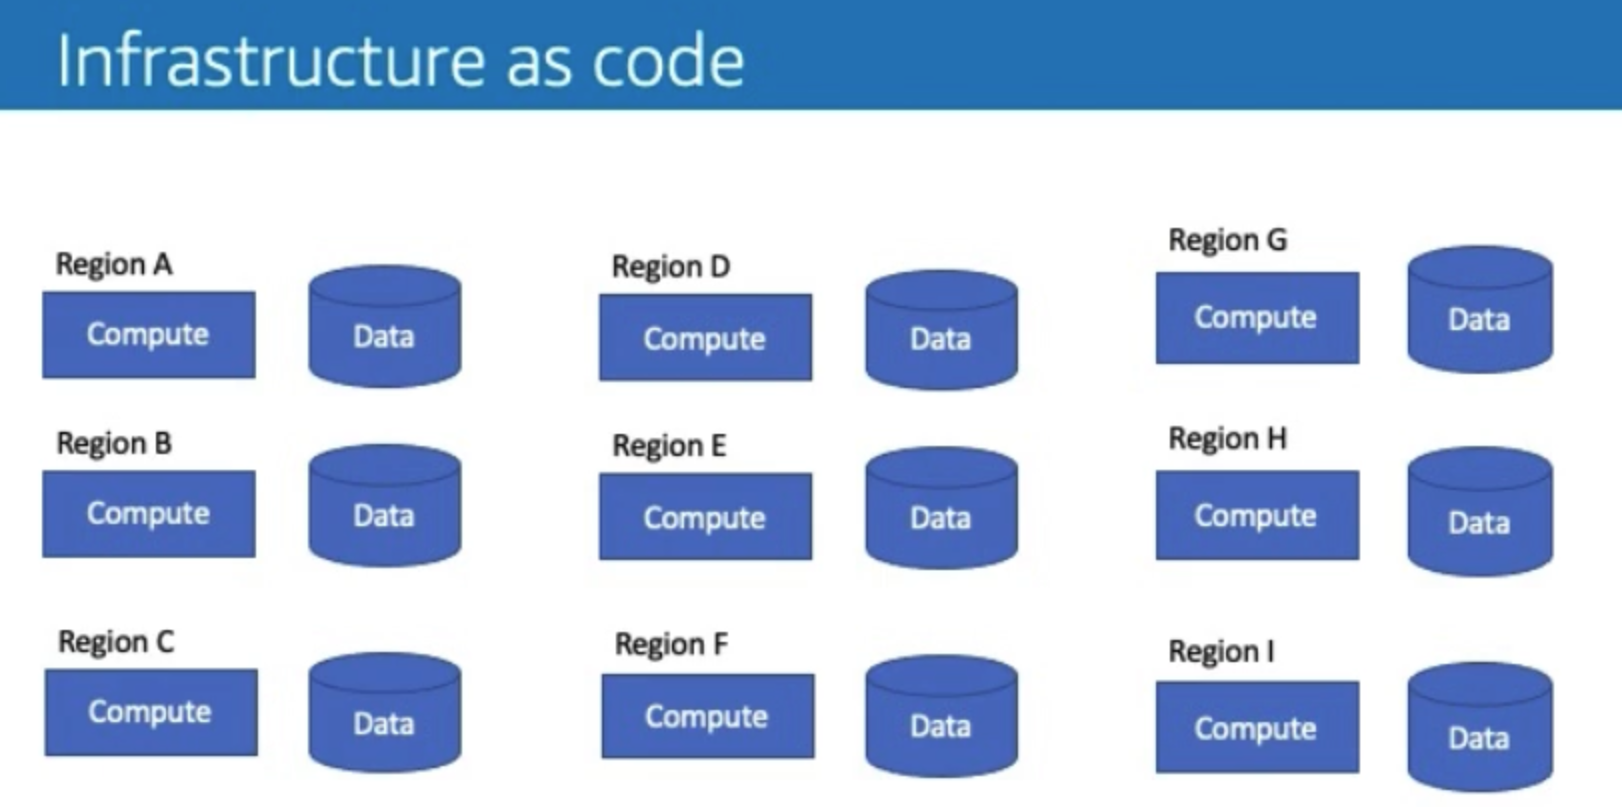 Infrastructure as code
Region A
Compute
Data
Region B
Compute
Data
Region C
Compute
Data
Region D
Compute
Data
Region E
Compute
Data
Region F
Compute
Data
Region G
Compute
Data
Region H
Compute
Data
Region I
Compute
Data